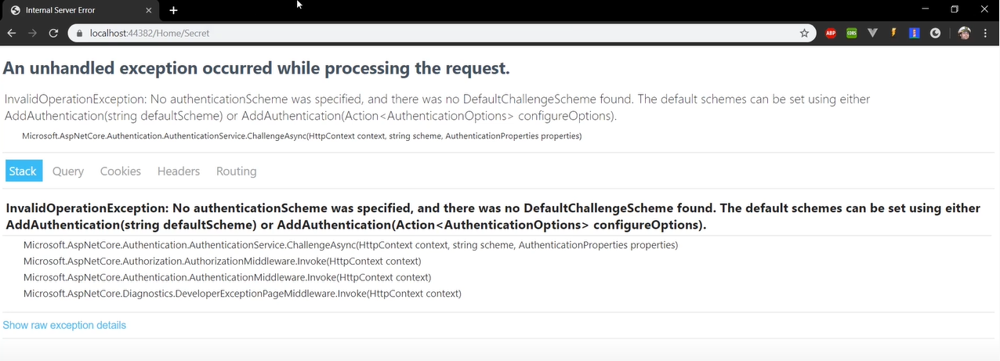 Internal Server Error
localhost:44382/Home/Secret
ABP
CORS
An unhandled exception occurred while processing the request.
InvalidOperationException: No authenticationScheme was specified, and there was no DefaultChallengeScheme found. The default schemes can be set using either
AddAuthentication(string defaultScheme) or AddAuthentication(Action<AuthenticationOptions> configureOptions).
Microsoft.AspNetCore.Authentication.AuthenticationService.ChallengeAsync(HttpContext context, string scheme, AuthenticationProperties properties)
Stack Query Cookies Headers Routing
InvalidOperationException: No authenticationScheme was specified, and there was no DefaultChallengeScheme found. The default schemes can be set using either
AddAuthentication(string defaultScheme) or AddAuthentication(Action<AuthenticationOptions> configureOptions).
Microsoft.AspNetCore.Authentication.AuthenticationService.ChallengeAsync(HttpContext context, string scheme, AuthenticationProperties properties)
Microsoft.AspNetCore.Authorization.AuthorizationMiddleware.Invoke(HttpContext context)
Microsoft.AspNetCore.Authentication.AuthenticationMiddleware.Invoke(HttpContext context)
Microsoft.AspNetCore.Diagnostics.DeveloperExceptionPageMiddleware.Invoke(HttpContext context)
Show raw exception details